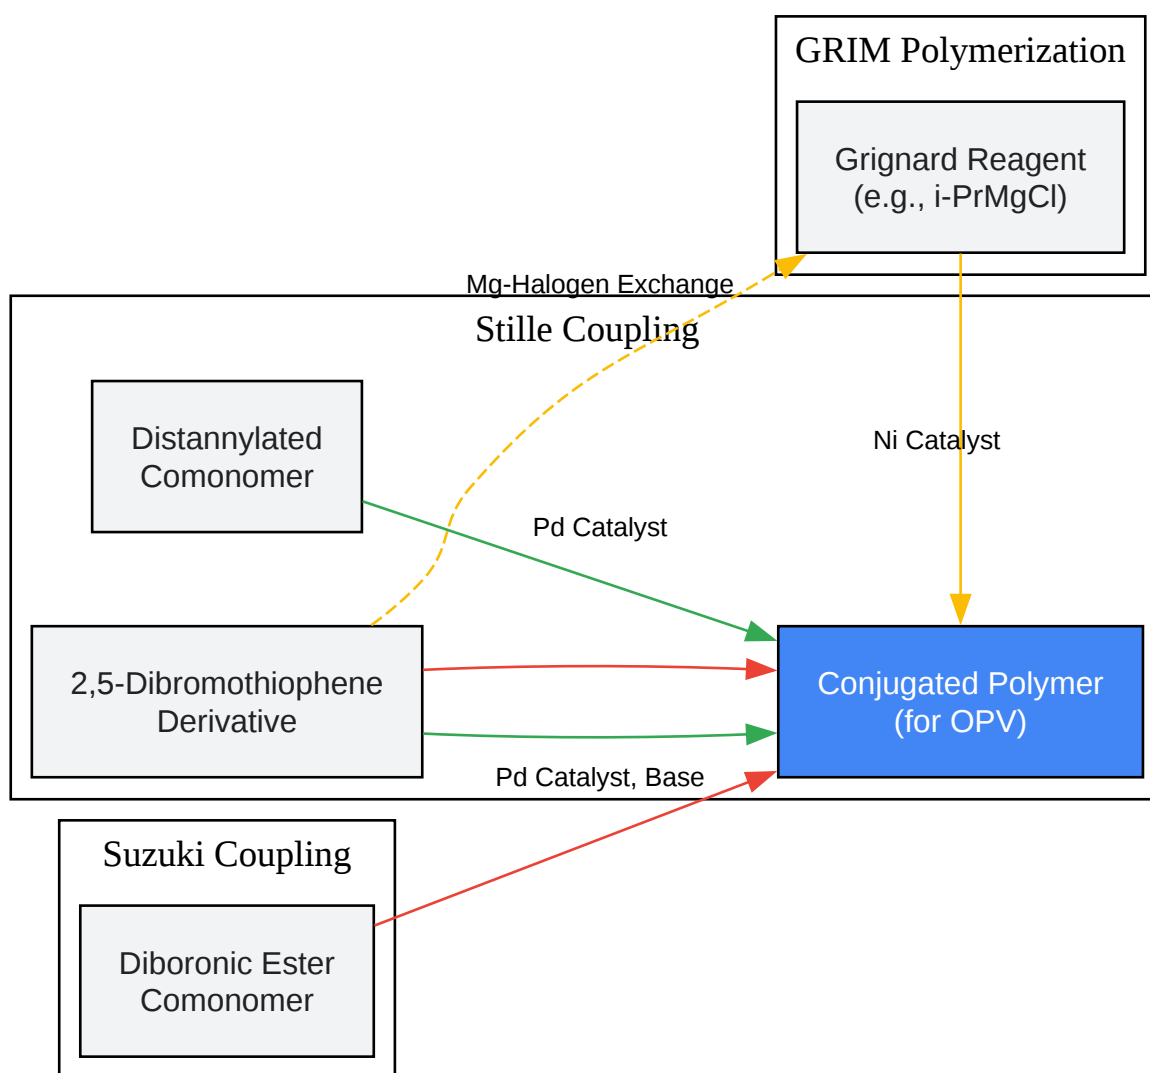 GRIM Polymerization
Grignard Reagent
(e.g., i-PrMgCl)
Mg-Halogen Exchange
Stille Coupling
Distannylated
Comonomer
Ni Catalyst
Pd Catalyst
2,5-Dibromothiophene
Derivative
Conjugated Polymer
(for OPV)
Pd Catalyst, Base
Suzuki Coupling
Diboronic Ester
Comonomer